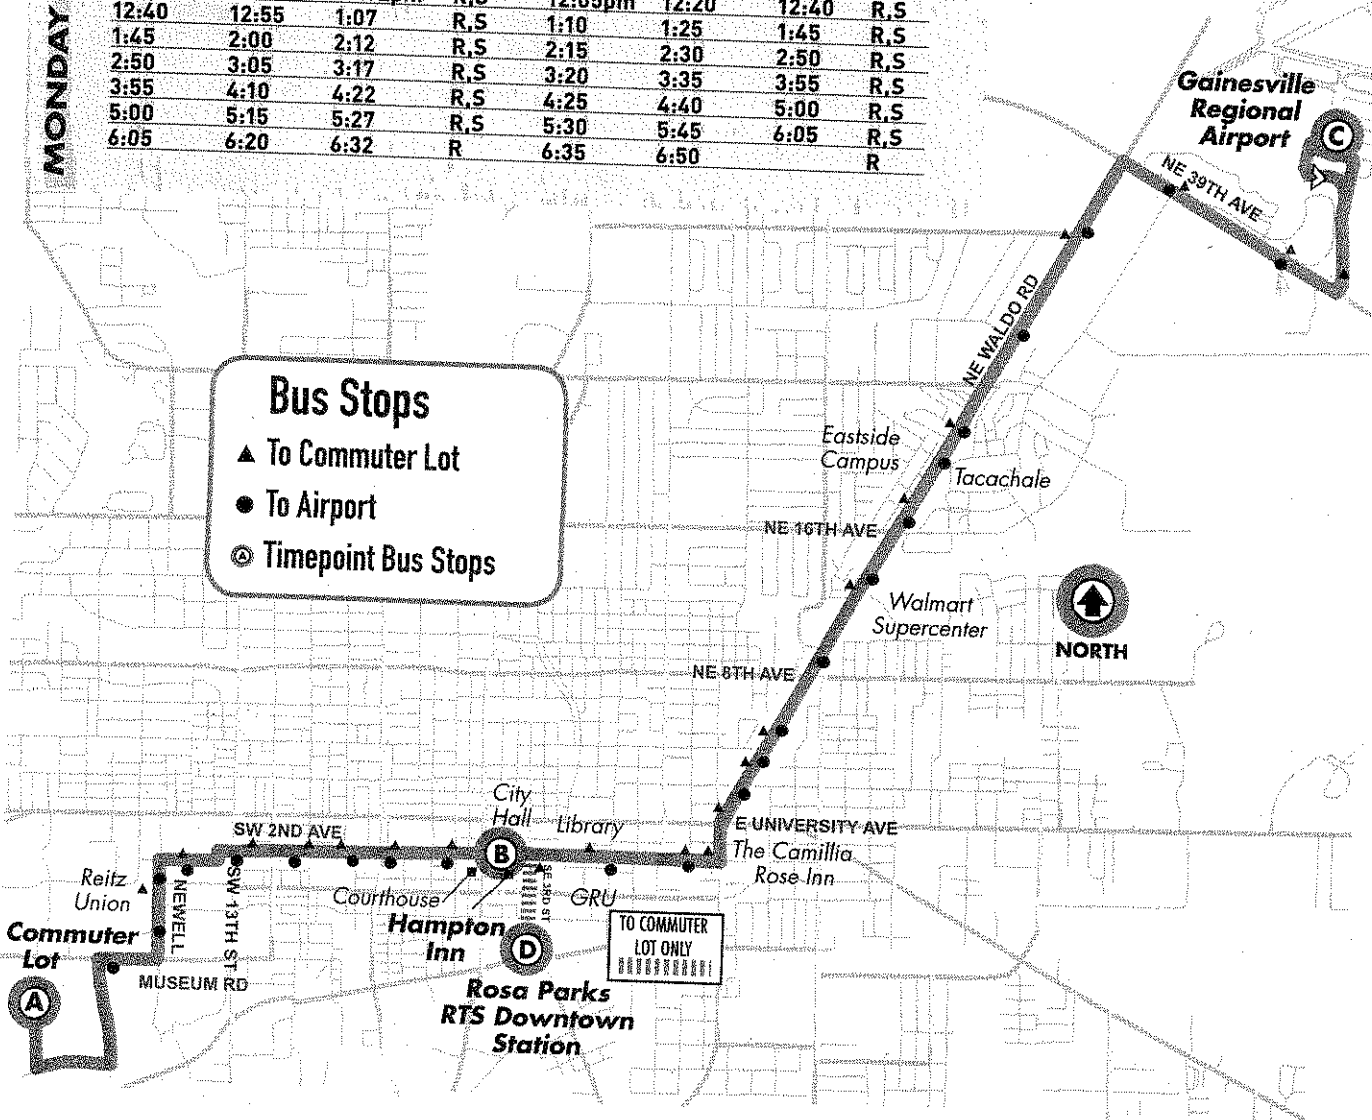 MONDAY
12:05pm 12:20 12:40 R,S
12:40 12:55 1:07 R,S 1:10 1:25 1:45 R,S
1:45 2:00 2:12 R,S 2:15 2:30 2:50 R,S
2:50 3:05 3:17 R,S 3:20 3:35 3:55 R,S
3:55 4:10 4:22 R,S 4:25 4:40 5:00 R,S
5:00 5:15 5:27 R,S 5:30 5:45 6:05 R,S
6:05 6:20 6:32 R 6:35 6:50 R
Gainesville
Regional
Airport
C
NE 39TH AVE
NE WALDO RD
Bus Stops
To Commuter Lot
To Airport
A Timepoint Bus Stops
Eastside
Campus
Tacachale
NE 16TH AVE
Walmart
Supercenter
NORTH
NE 8TH AVE
City
Hall
Library
SW 2ND AVE
B
E UNIVERSITY AVE
The Camillia
Rose Inn
Reitz
Union
NEWELL
SW 13TH ST
Courthouse
SE 3RD ST
GRU
Hampton
Inn
D
TO COMMUTER
LOT ONLY
Commuter
Lot
A
MUSEUM RD
Rosa Parks
RTS Downtown
Station